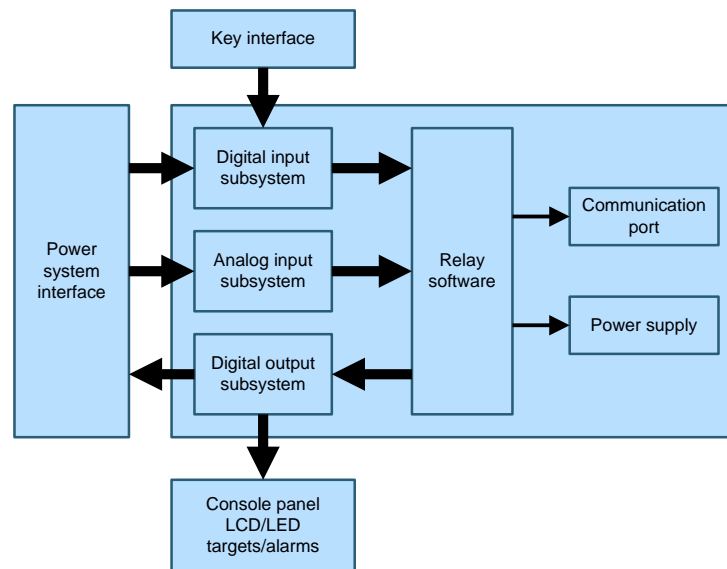 Key interface
Digital input
subsystem
Communication
port
Power
system
interface
Analog input
subsystem
Relay
software
Power supply
Digital output
subsystem
Console panel
LCD/LED
targets/alarms